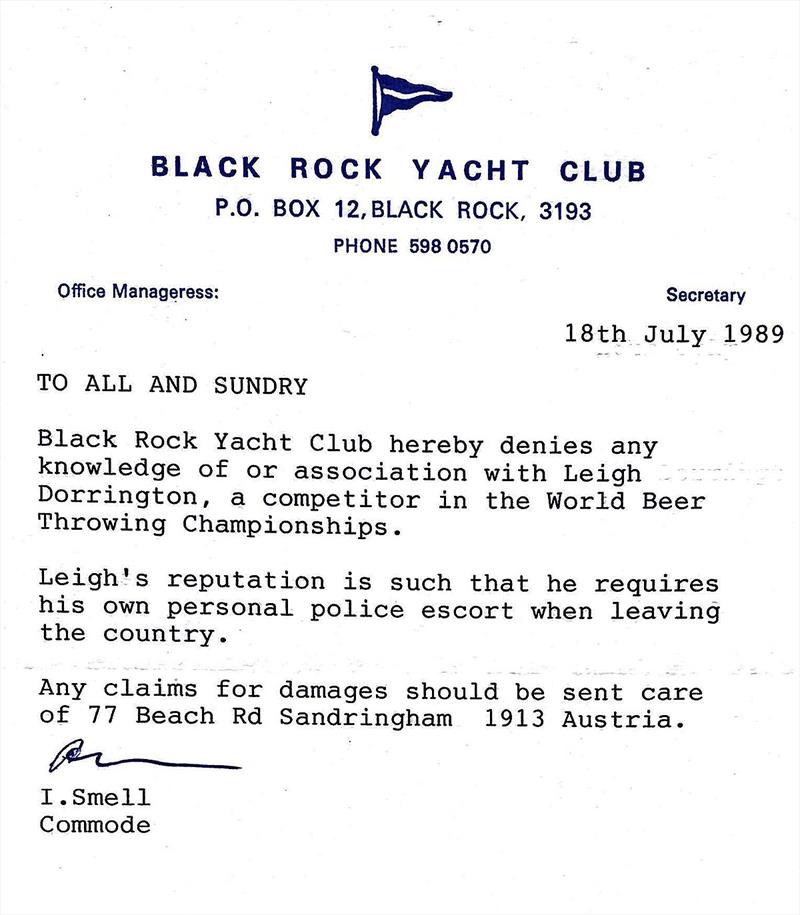 BLACK ROCK YACHT CLUB
P.O. BOX 12, BLACK ROCK, 3193
PHONE 598 0570
Office Manageress:
Secretary
18th July 1989
TO ALL AND SUNDRY
Black Rock Yacht Club hereby denies any
knowledge of or association with Leigh
Dorrington, a competitor in the World Beer
Throwing Championships.
Leigh's reputation is such that he requires
his own personal police escort when leaving
the country.
Any claims for damages should be sent care
of 77 Beach Rd Sandringham 1913 Austria.
I.Smell
Commode